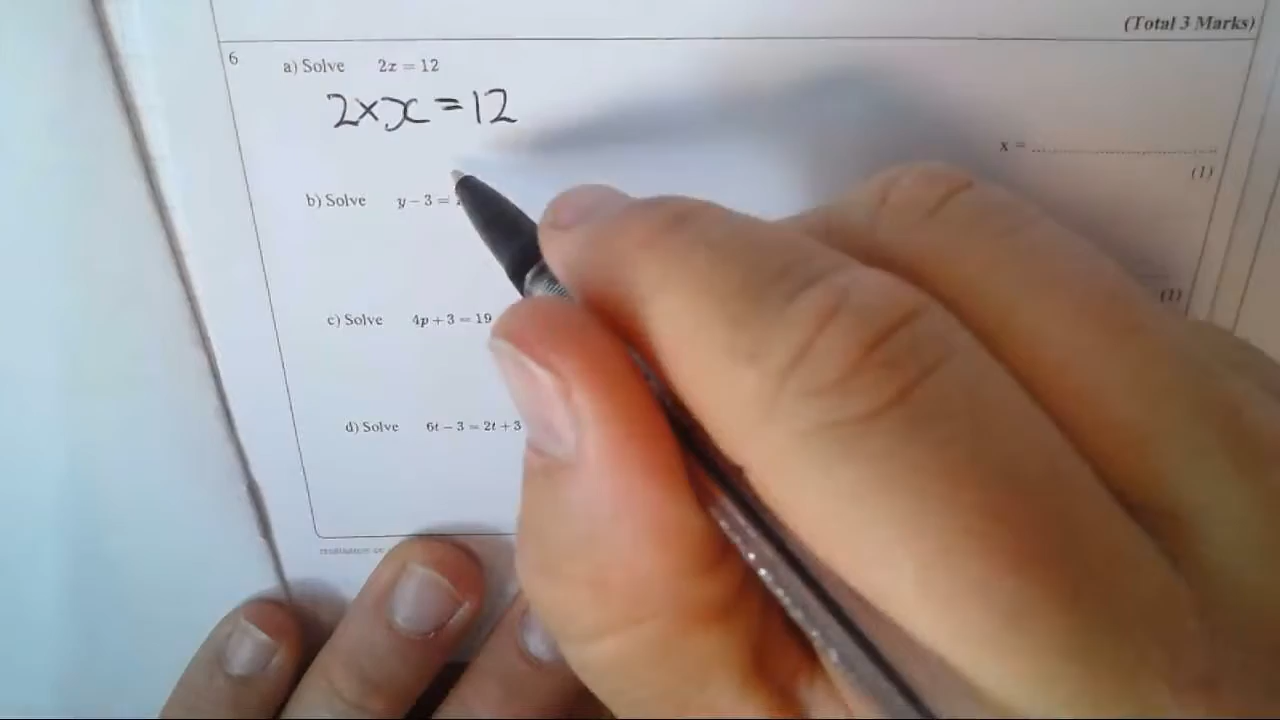 (Total 3 Marks)
6
a) Solve 2x = 12
2×x = 12
x = ........................
(1)
b) Solve y − 3 =
(1)
c) Solve 4p + 3 = 19
d) Solve 6t − 3 = 2t + 3